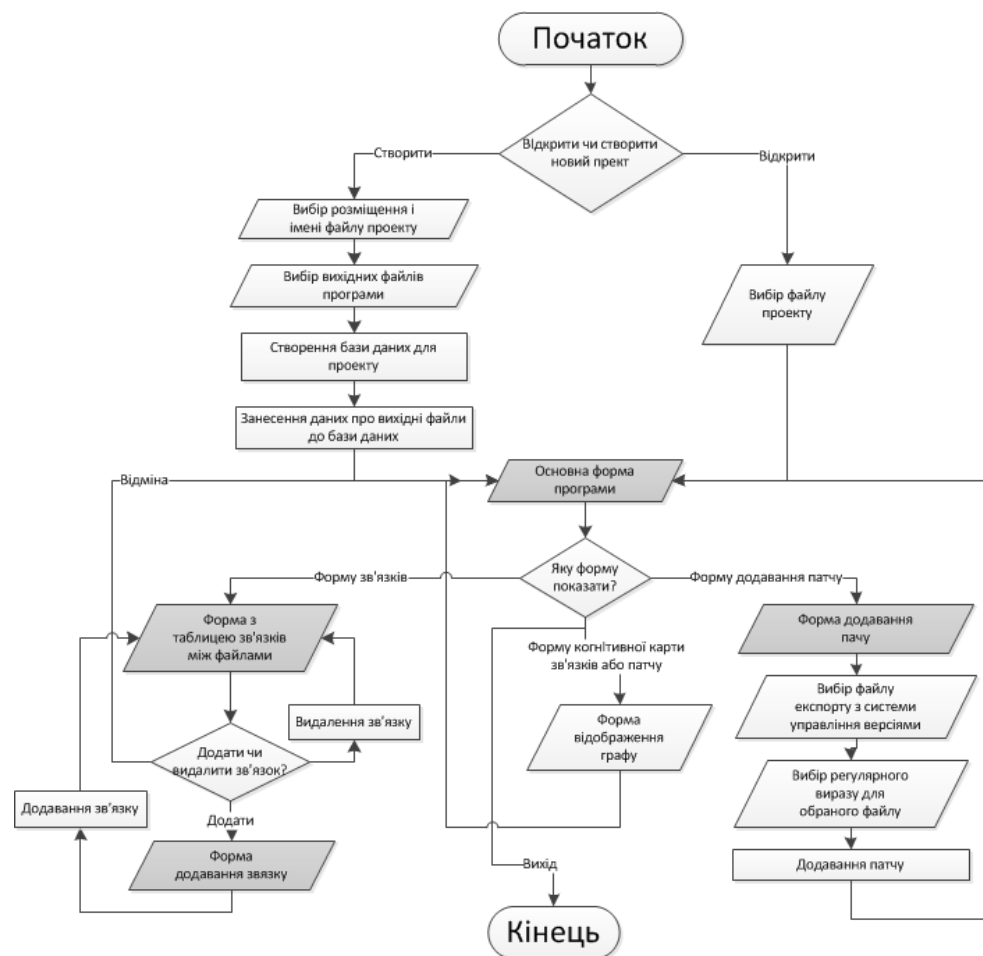 Початок
Відкрити чи створити
новий прект
Створити
Відкрити
Вибір розміщення і
імені файлу проекту
Вибір вихідних файлів
програми
Вибір файлу
проекту
Створення бази даних для
проекту
Занесення даних про вихідні файли
до бази даних
Відміна
Основна форма
програми
Яку форму
показати?
Форму зв'язків
Форму додавання патчу
Форма з
таблицею зв'язків
між файлами
Форма додавання
пачу
Форму когнітивної карти
зв'язків або патчу
Вибір файлу
експорту з системи
управління версіями
Видалення зв'язку
Форма
відображення
графу
Додати чи
видалити зв'язок?
Вибір регулярного
виразу для
обраного файлу
Додавання зв'язку
Додати
Форма
додавання звязку
Вихід
Додавання патчу
Кінець